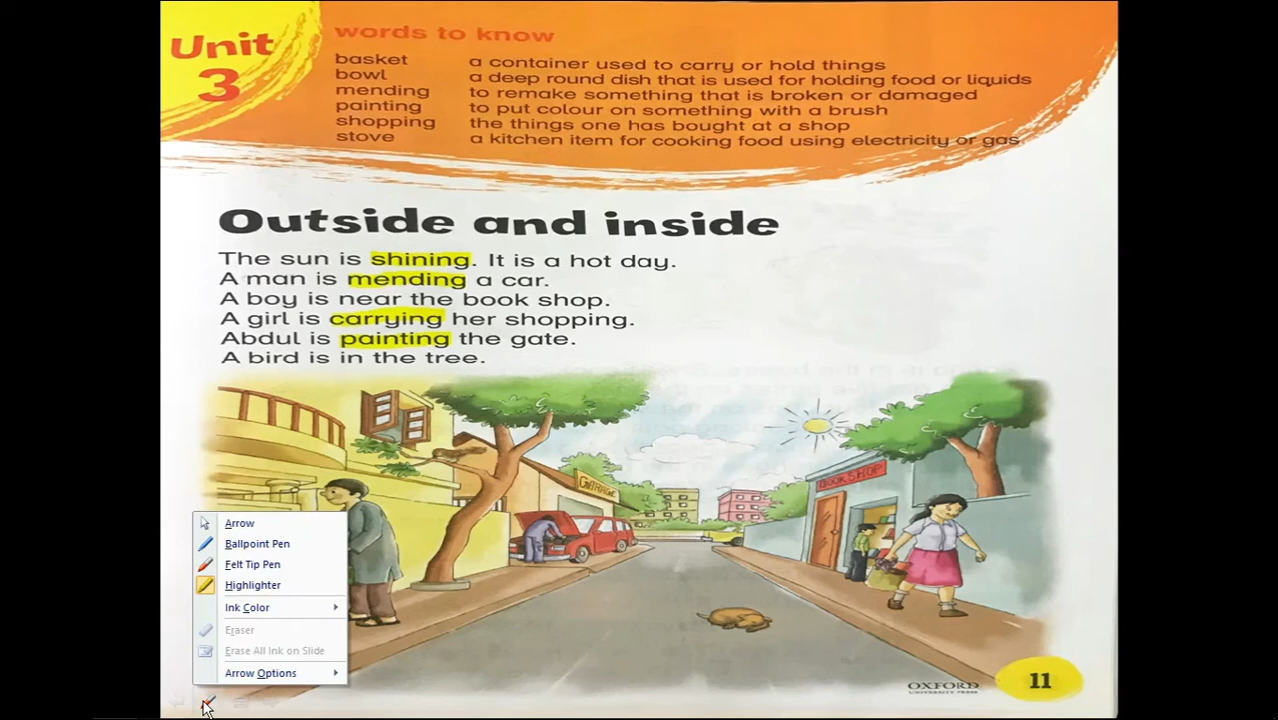 Unit
3
words to know
basket a container used to carry or hold things
bowl a deep round dish that is used for holding food or liquids
mending to remake something that is broken or damaged
painting to put colour on something with a brush
shopping the things one has bought at a shop
stove a kitchen item for cooking food using electricity or gas
Outside and inside
The sun is shining. It is a hot day.
A man is mending a car.
A boy is near the book shop.
A girl is carrying her shopping.
Abdul is painting the gate.
A bird is in the tree.
GARAGE
BOOK SHOP
Arrow
Ballpoint Pen
Felt Tip Pen
Highlighter
Ink Color
Eraser
Erase All Ink on Slide
Arrow Options
OXFORD
UNIVERSITY PRESS
11